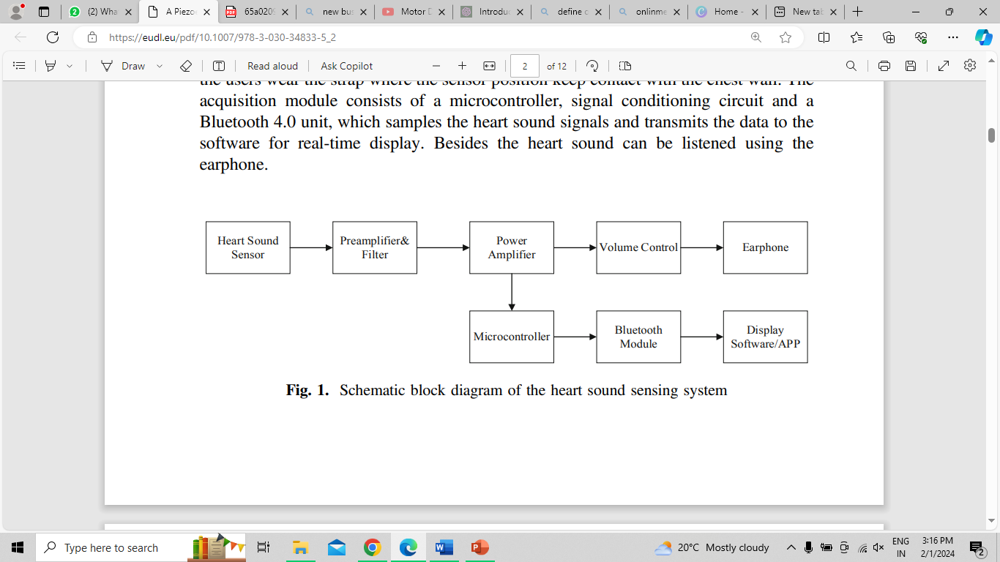 2 (2) Wha
A Piezo
PDF 65a020
new bu
Motor D
Introdu
define c
onlinme
C Home -
New ta
https://eudl.eu/pdf/10.1007/978-3-030-34833-5_2
Draw
T
Read aloud
Ask Copilot
2 of 12
the users wear the strap where the sensor position keep contact with the chest wall. The
acquisition module consists of a microcontroller, signal conditioning circuit and a
Bluetooth 4.0 unit, which samples the heart sound signals and transmits the data to the
software for real-time display. Besides the heart sound can be listened using the
earphone.
Heart Sound
Sensor
Preamplifier&
Filter
Power
Amplifier
Volume Control
Earphone
Microcontroller
Bluetooth
Module
Display
Software/APP
Fig. 1. Schematic block diagram of the heart sound sensing system
Type here to search
W
P
20°C Mostly cloudy
ENG
IN
3:16 PM
2/1/2024
2